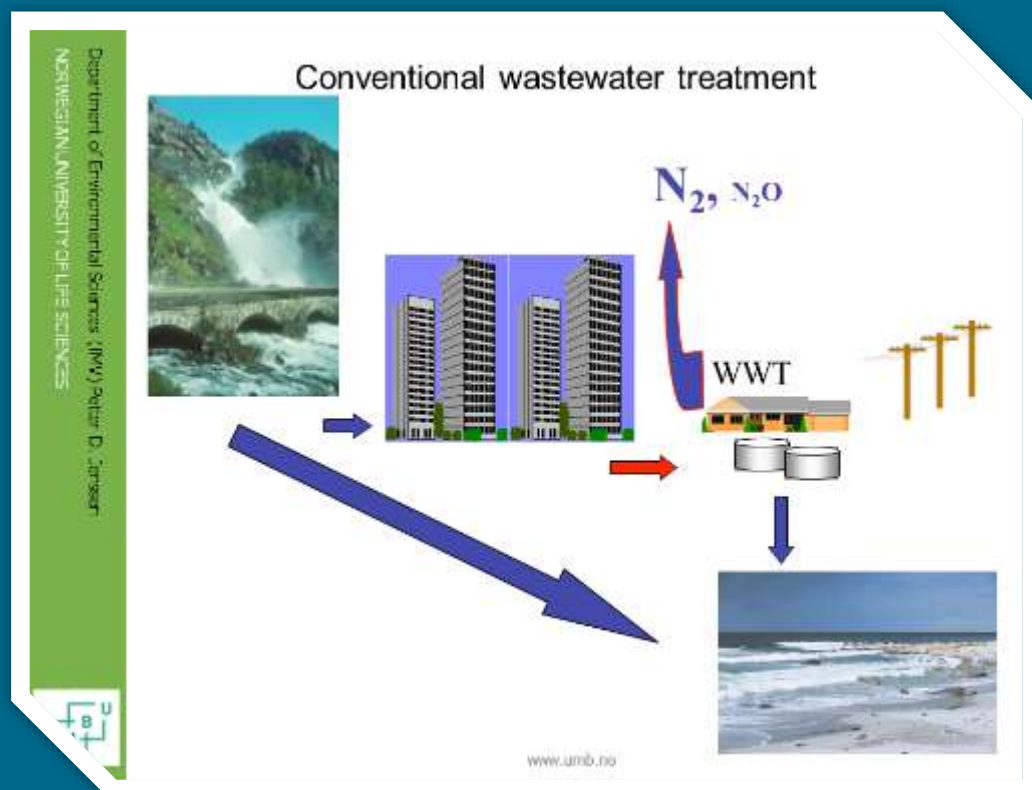 Conventional wastewater treatment
N₂, N₂O
WWT
Department of Environmental Sciences (IMV) Peter D. Jenssen
NORWEGIAN UNIVERSITY OF LIFE SCIENCES
U
B
www.umb.no